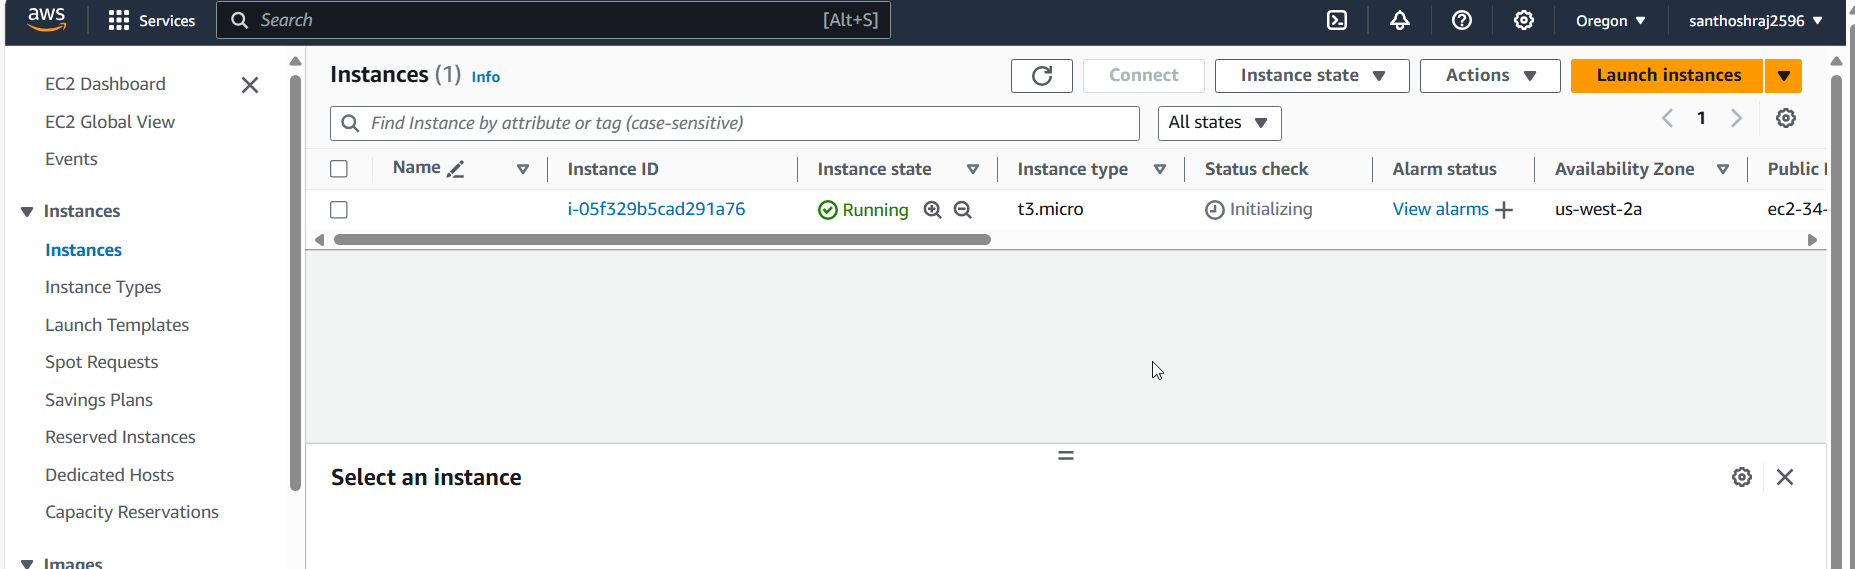 aws Services Search [Alt+S] Oregon santhoshraj2596
EC2 Dashboard
EC2 Global View
Events
Instances
Instances
Instance Types
Launch Templates
Spot Requests
Savings Plans
Reserved Instances
Dedicated Hosts
Capacity Reservations
Images
Instances (1) Info Connect Instance state Actions Launch instances
Find Instance by attribute or tag (case-sensitive) All states 1
Name Instance ID Instance state Instance type Status check Alarm status Availability Zone Public
i-05f329b5cad291a76 Running t3.micro Initializing View alarms us-west-2a ec2-34-
Select an instance